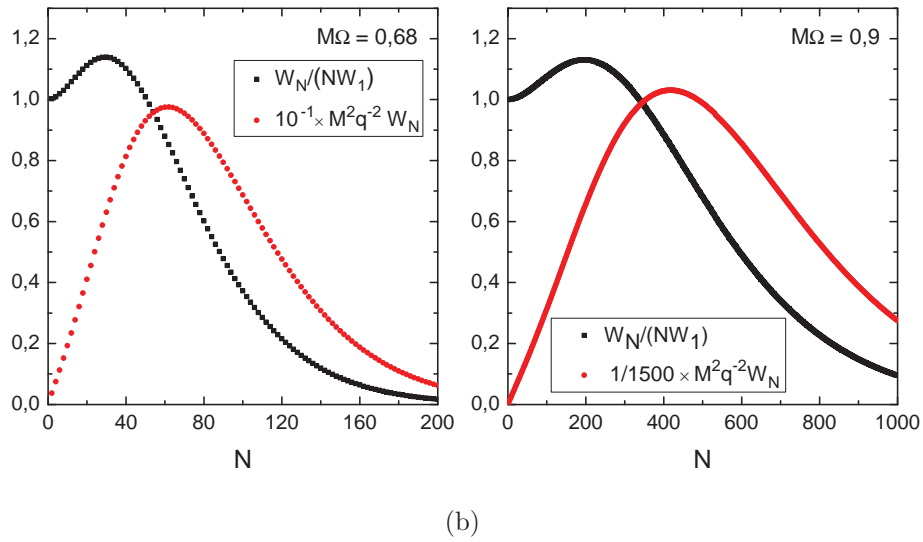 MΩ = 0,68
W_N/(NW_1)
10^-1 × M^2q^-2 W_N
1,2
1,0
0,8
0,6
0,4
0,2
0,0
0 40 80 120 160 200
N
MΩ = 0,9
W_N/(NW_1)
1/1500 × M^2q^-2W_N
1,2
1,0
0,8
0,6
0,4
0,2
0,0
0 200 400 600 800 1000
N
(b)